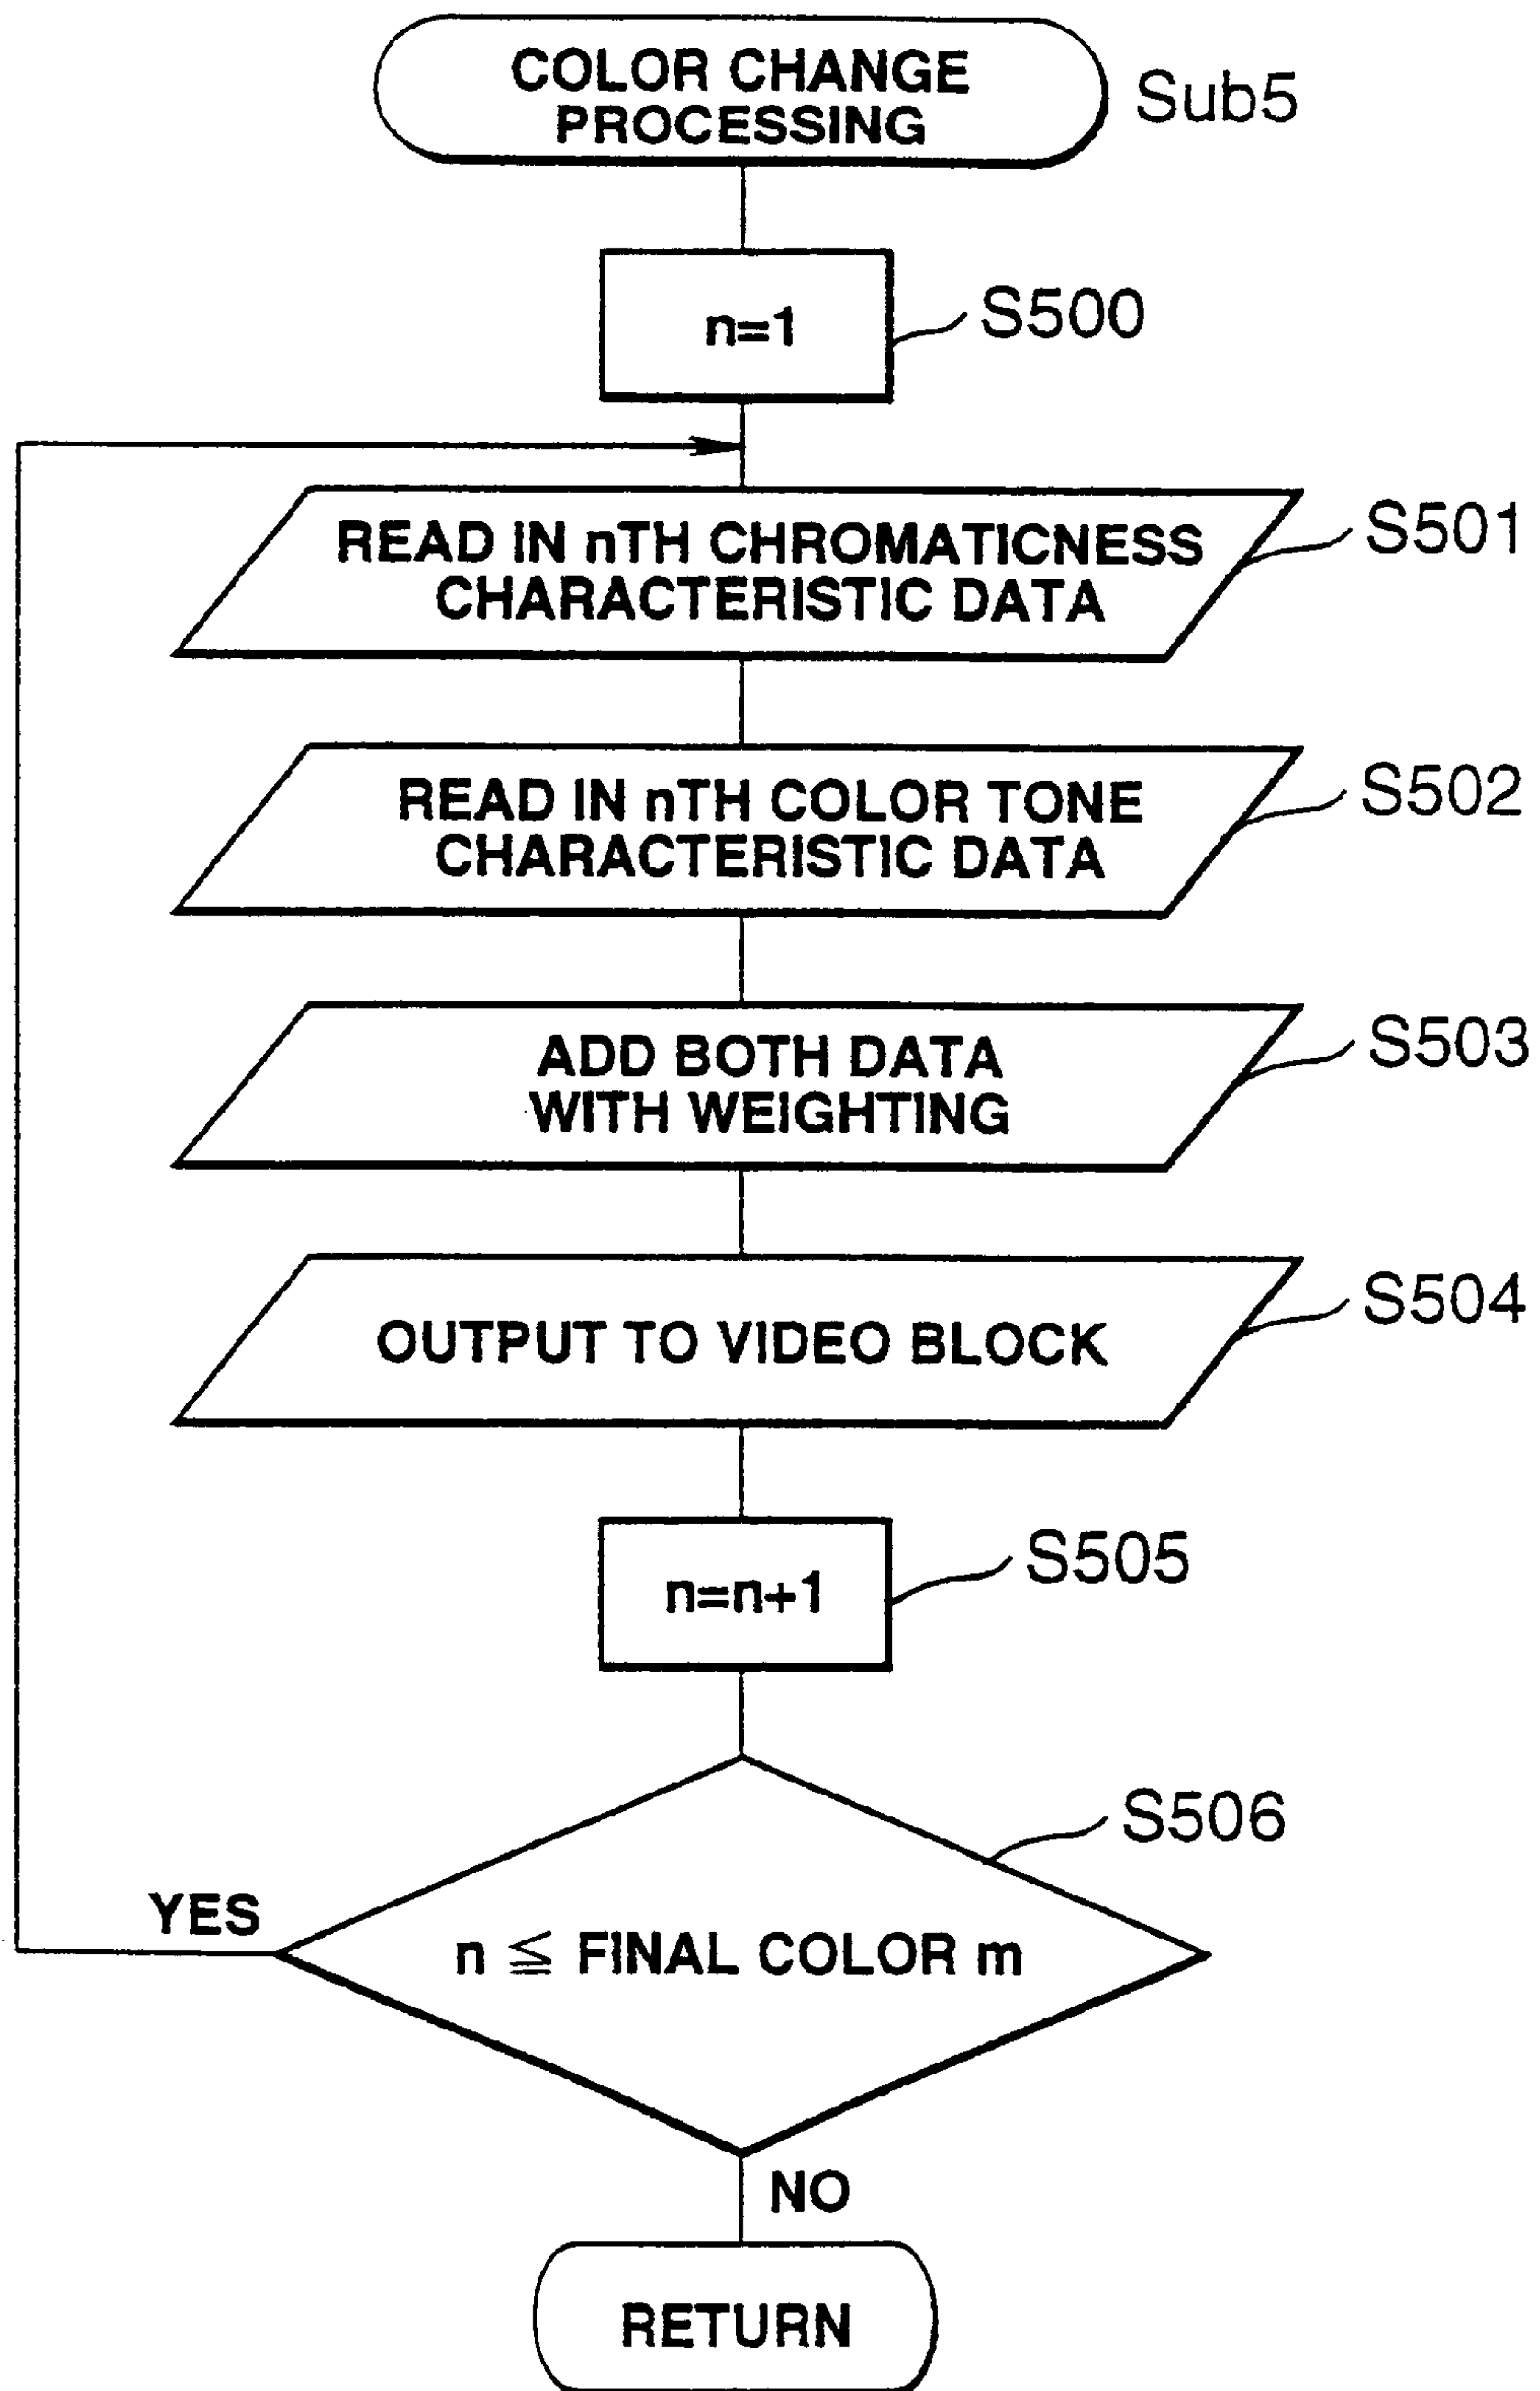 COLOR CHANGE
PROCESSING
Sub5
n=1
S500
READ IN nTH CHROMATICNESS
CHARACTERISTIC DATA
S501
READ IN nTH COLOR TONE
CHARACTERISTIC DATA
S502
ADD BOTH DATA
WITH WEIGHTING
S503
OUTPUT TO VIDEO BLOCK
S504
n=n+1
S505
S506
YES
n ≦ FINAL COLOR m
NO
RETURN